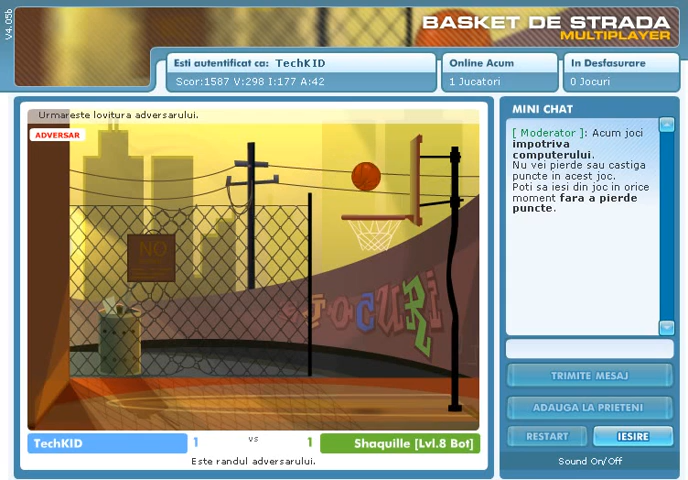 V4.05b
BASKET DE STRADA
MULTIPLAYER
Esti autentificat ca: TechKID
Scor:1587 V:298 I:177 A:42
Online Acum
1 Jucatori
In Desfasurare
0 Jocuri
Urmareste lovitura adversarului.
ADVERSAR
NO
JOCURI
TechKID 1 vs 1 Shaquille [Lvl.8 Bot]
Este randul adversarului.
MINI CHAT
[ Moderator ]: Acum joci
impotriva
computerului.
Nu vei pierde sau castiga
puncte in acest joc.
Poti sa iesi din joc in orice
moment fara a pierde
puncte.
TRIMITE MESAJ
ADAUGA LA PRIETENI
RESTART IESIRE
Sound On/Off